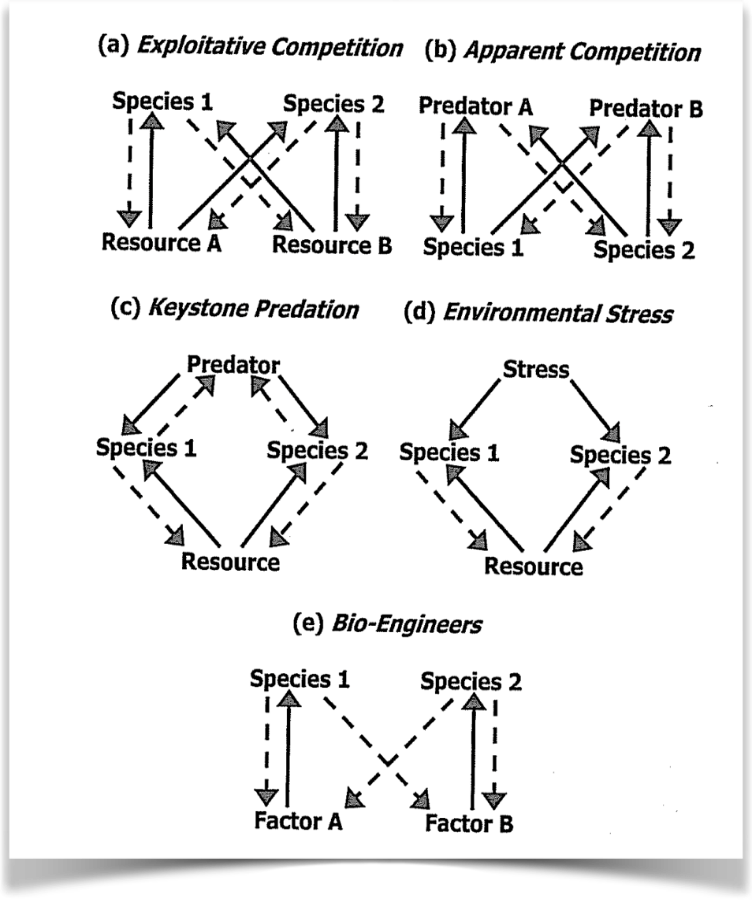 (a) Exploitative Competition (b) Apparent Competition
Species 1 Species 2 Predator A Predator B
Resource A Resource B Species 1 Species 2
(c) Keystone Predation (d) Environmental Stress
Predator Stress
Species 1 Species 2 Species 1 Species 2
Resource Resource
(e) Bio-Engineers
Species 1 Species 2
Factor A Factor B